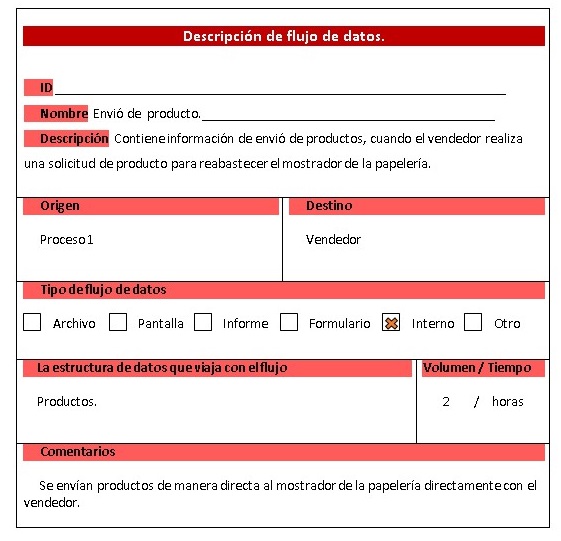 Descripción de flujo de datos.
ID
Nombre Envió de producto.
Descripción Contiene información de envió de productos, cuando el vendedor realiza
una solicitud de producto para reabastecer el mostrador de la papelería.
Origen
Destino
Proceso 1
Vendedor
Tipo de flujo de datos
Archivo Pantalla Informe Formulario Interno Otro
La estructura de datos que viaja con el flujo
Volumen / Tiempo
Productos.
2 / horas
Comentarios
Se envían productos de manera directa al mostrador de la papelería directamente con el
vendedor.